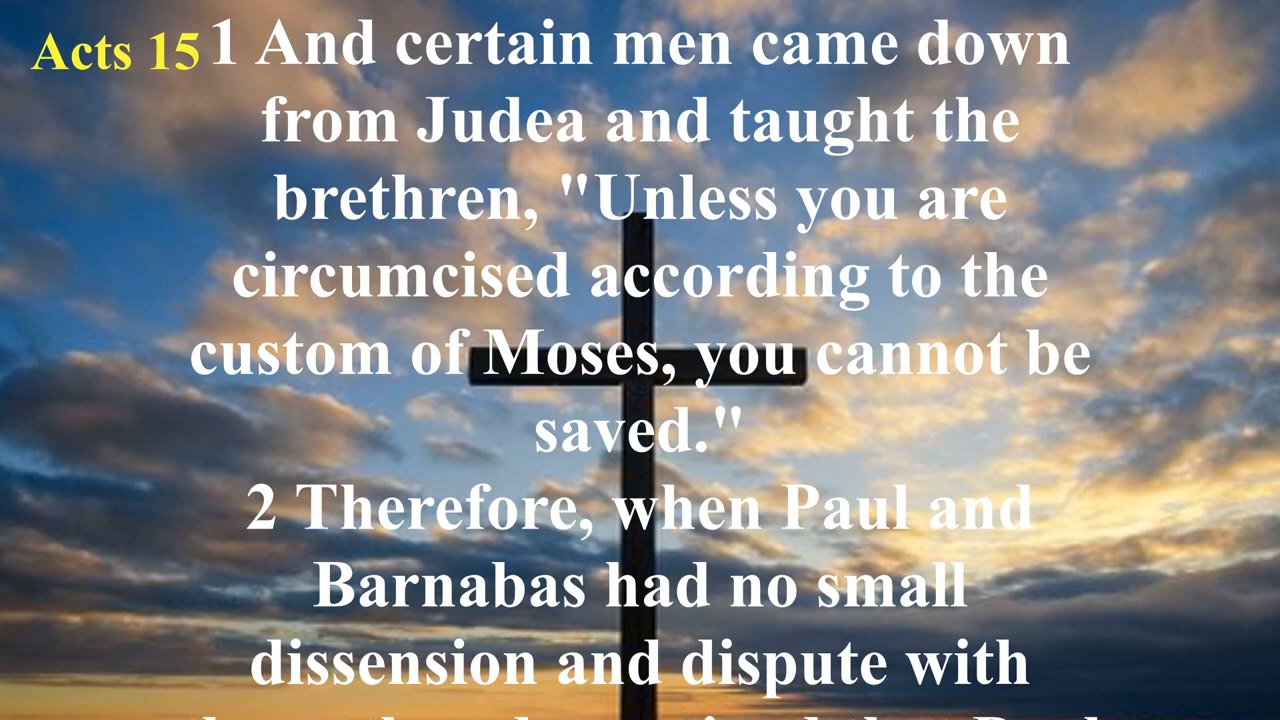 Acts 15
1 And certain men came down
from Judea and taught the
brethren, "Unless you are
circumcised according to the
custom of Moses, you cannot be
saved."
2 Therefore, when Paul and
Barnabas had no small
dissension and dispute with